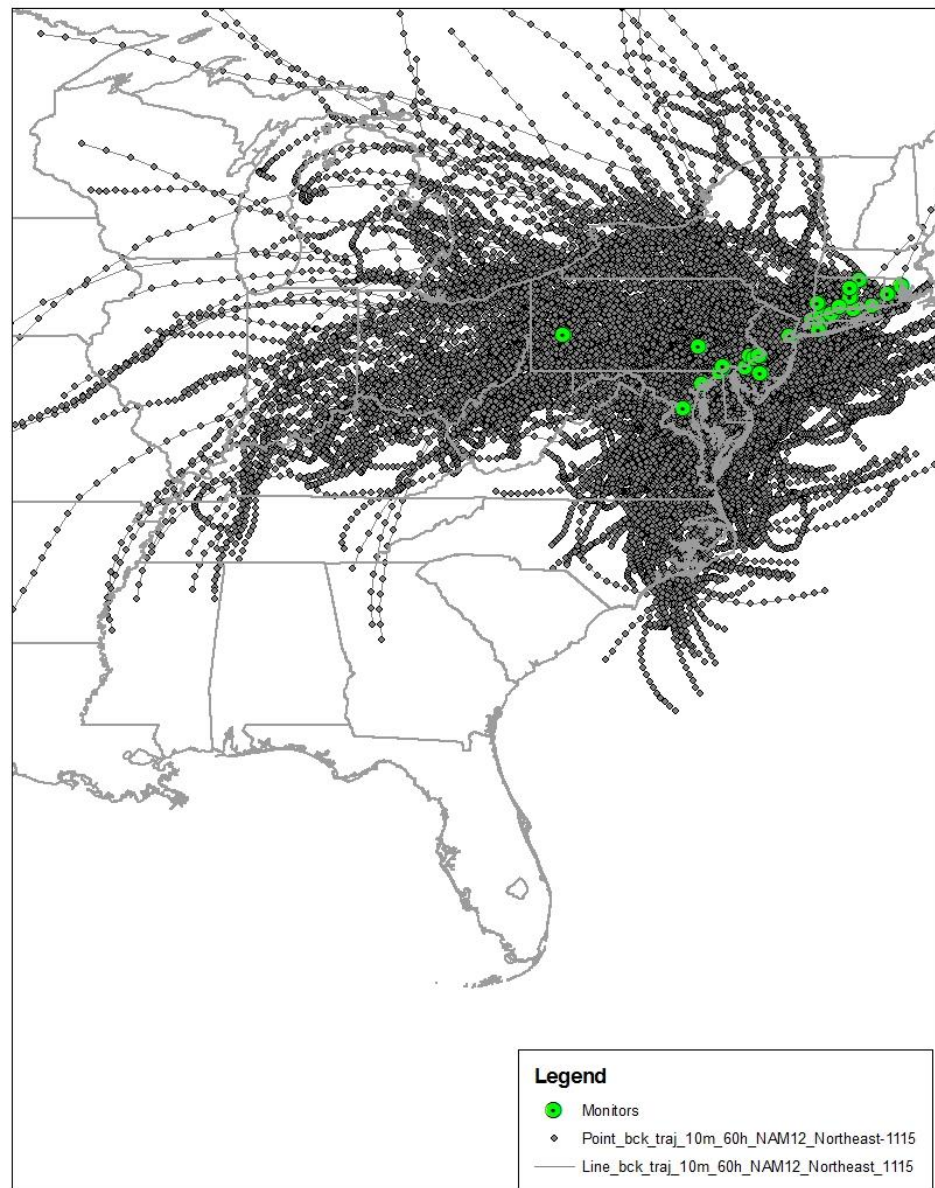 Legend
Monitors
Point_bck_traj_10m_60h_NAM12_Northeast-1115
Line_bck_traj_10m_60h_NAM12_Northeast_1115